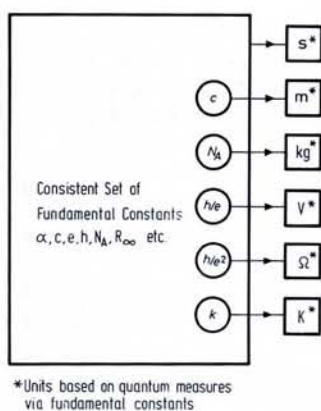 s*
c
m*
N_A
kg*
Consistent Set of
Fundamental Constants
α, c, e, h, N_A, R_∞ etc.
h/e
V*
h/e²
Ω*
k
K*
*Units based on quantum measures
via fundamental constants